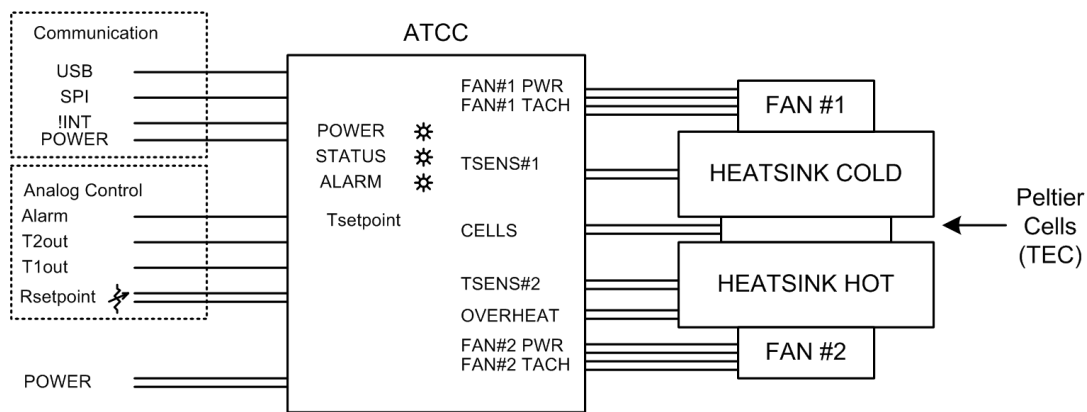 Communication
USB
SPI
!INT
POWER
Analog Control
Alarm
T2out
T1out
Rsetpoint
POWER
ATCC
POWER
STATUS
ALARM
Tsetpoint
FAN#1 PWR
FAN#1 TACH
TSENS#1
CELLS
TSENS#2
OVERHEAT
FAN#2 PWR
FAN#2 TACH
FAN #1
HEATSINK COLD
HEATSINK HOT
FAN #2
Peltier
Cells
(TEC)